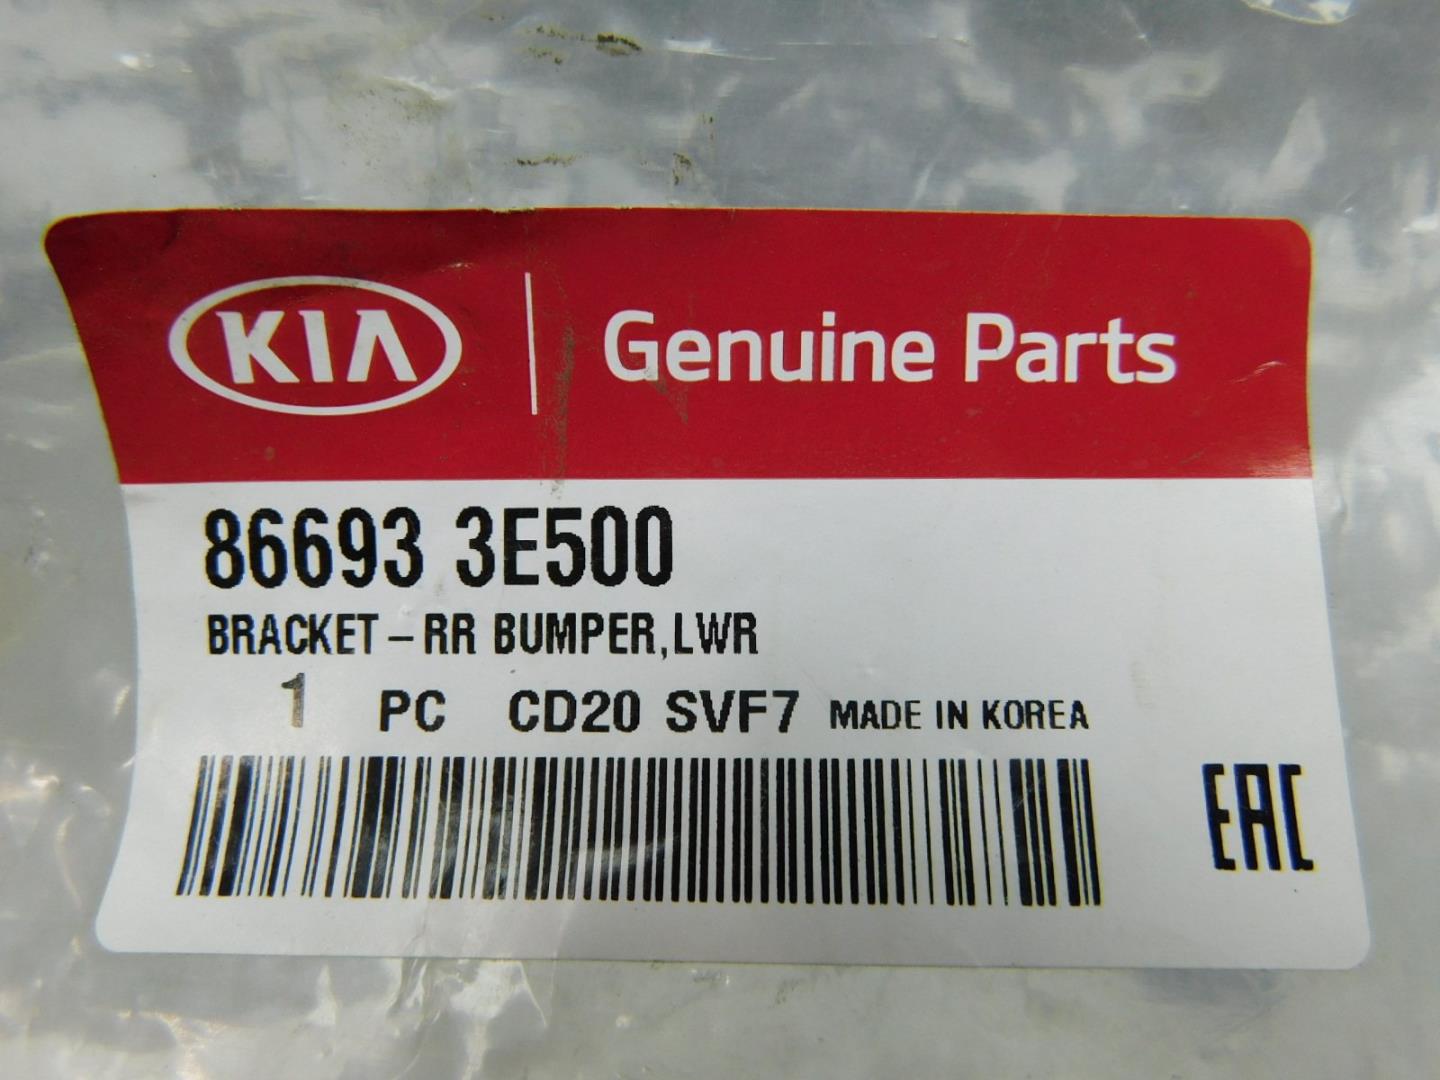 KIA Genuine Parts
86693 3E500
BRACKET-RR BUMPER,LWR
1 PC CD20 SVF7 MADE IN KOREA
EAC